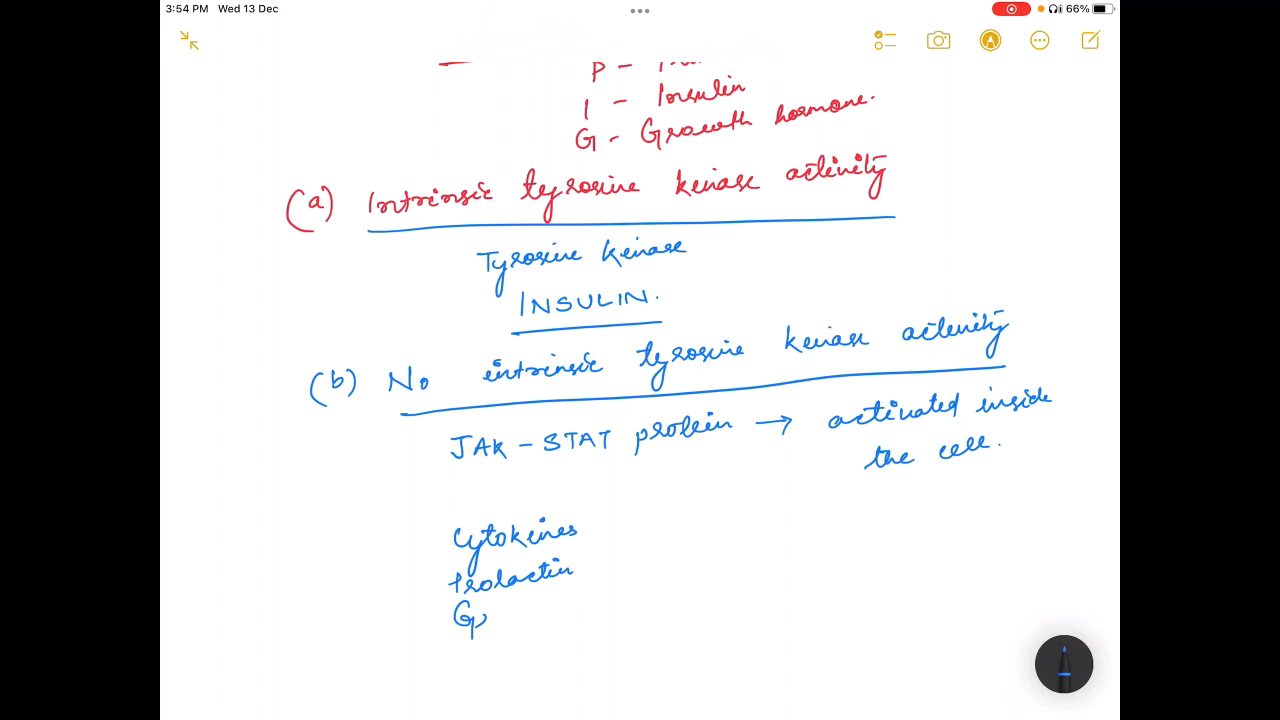 3:54 PM Wed 13 Dec
66%
P -
I - Insulin
G - Growth hormone.
(a) Intrinsic tyrosine kinase activity
Tyrosine kinase
INSULIN.
(b) No intrinsic tyrosine kinase activity
JAK - STAT protein → activated inside
the cell.
Cytokines
Prolactin
G